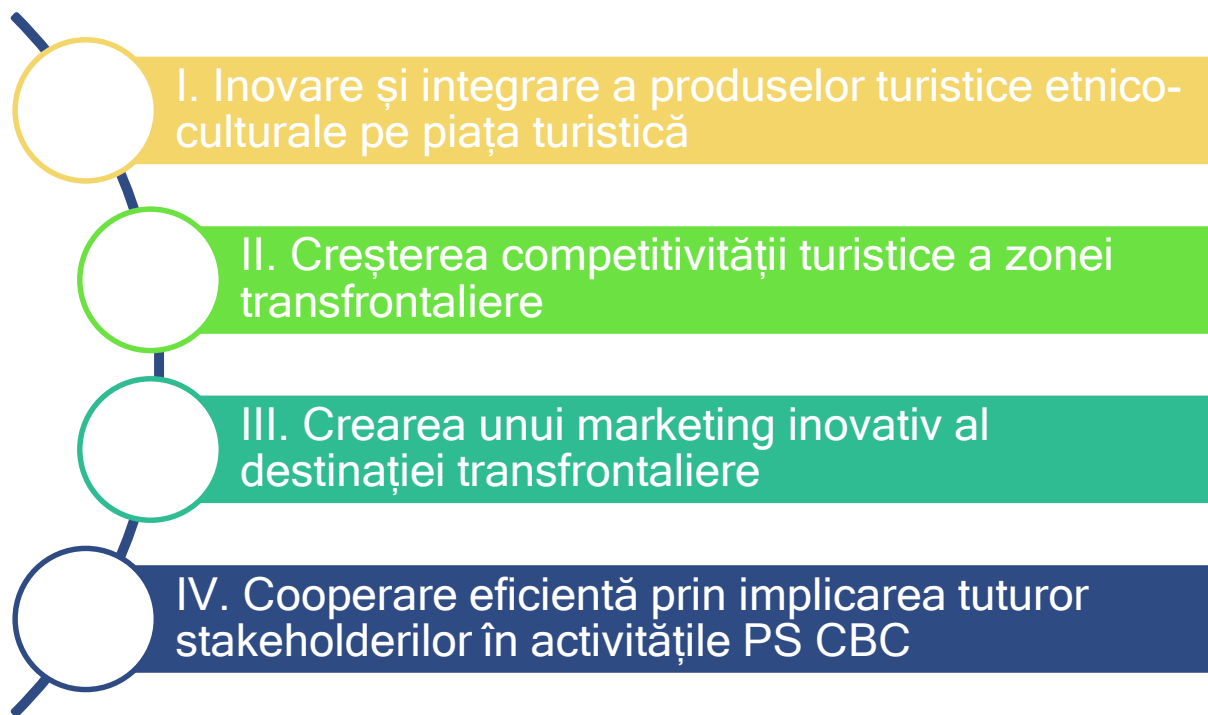 I. Inovare și integrare a produselor turistice etnico-
culturale pe piața turistică
II. Creșterea competitivității turistice a zonei
transfrontaliere
III. Crearea unui marketing inovativ al
destinației transfrontaliere
IV. Cooperare eficientă prin implicarea tuturor
stakeholderilor în activitățile PS CBC